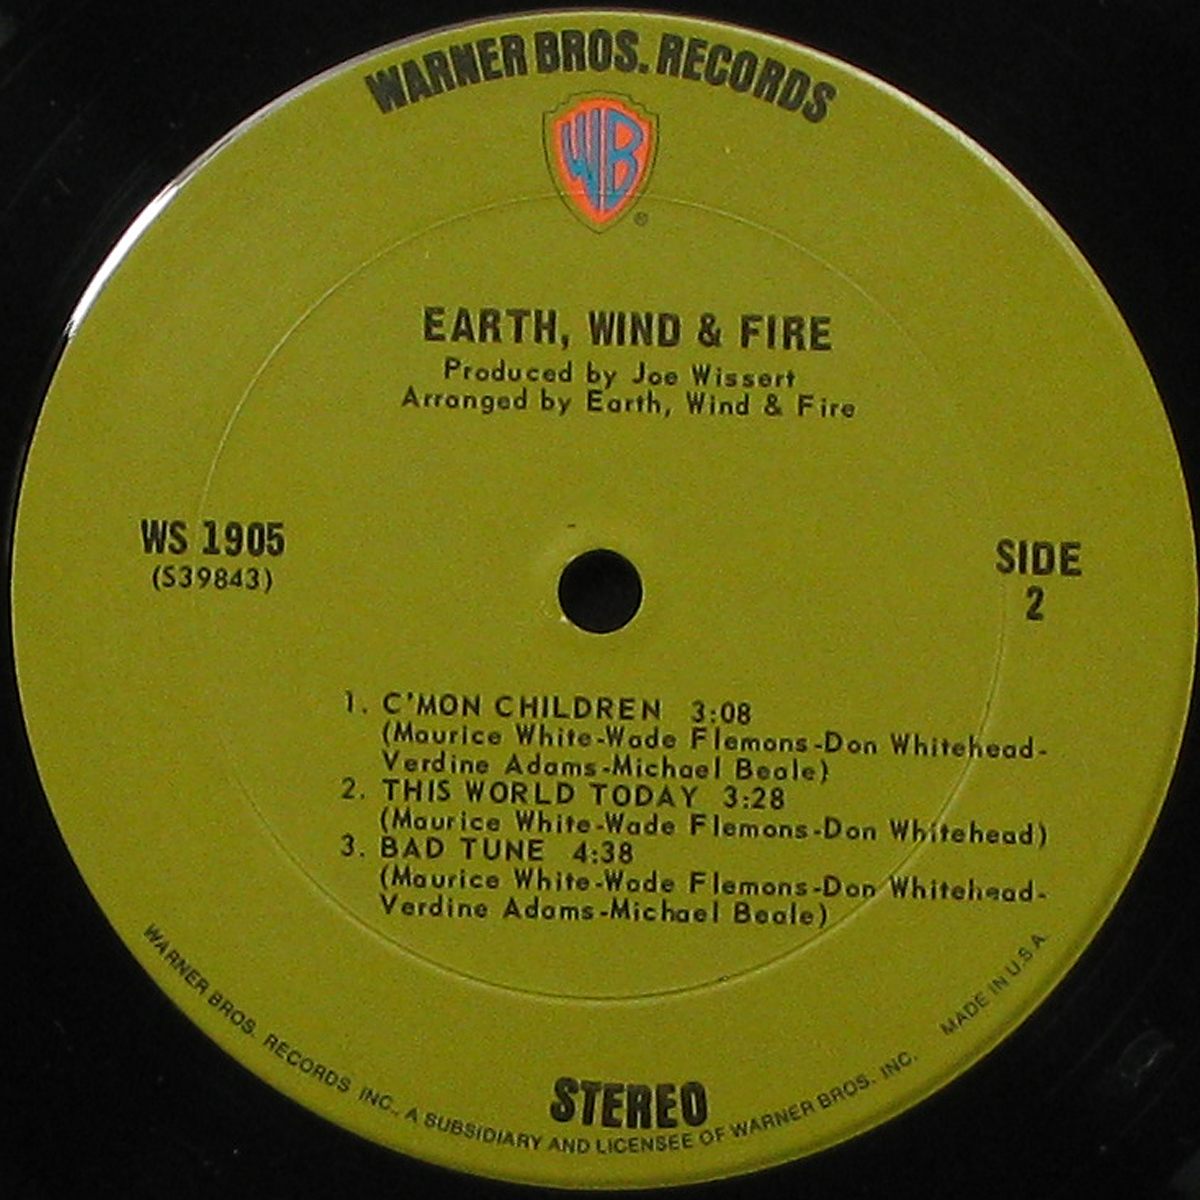 WARNER BROS. RECORDS
WB
®
EARTH, WIND & FIRE
Produced by Joe Wissert
Arranged by Earth, Wind & Fire
WS 1905
(S39843)
SIDE
2
1. C'MON CHILDREN 3:08
(Maurice White-Wade Flemons-Don Whitehead-
Verdine Adams-Michael Beale)
2. THIS WORLD TODAY 3:28
(Maurice White-Wade Flemons-Don Whitehead)
3. BAD TUNE 4:38
(Maurice White-Wade Flemons-Don Whitehead-
Verdine Adams-Michael Beale)
STEREO
WARNER BROS. RECORDS INC., A SUBSIDIARY AND LICENSEE OF WARNER BROS. INC. MADE IN U.S.A.